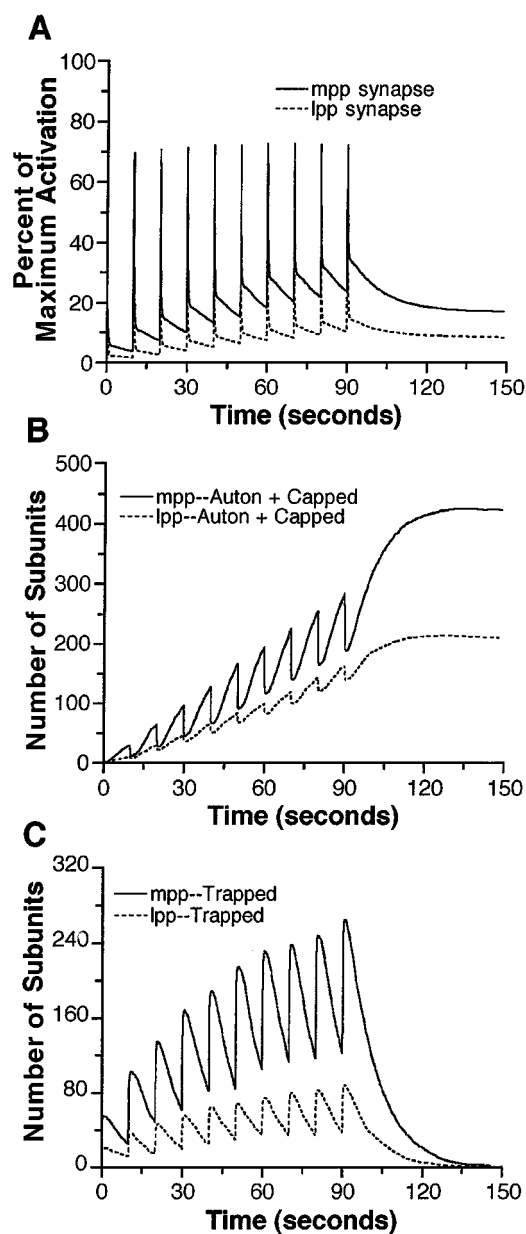 A
Percent of
Maximum Activation
100
80
60
40
20
0
mpp synapse
lpp synapse
0 30 60 90 120 150
Time (seconds)
B
Number of Subunits
500
400
300
200
100
0
mpp--Auton + Capped
lpp--Auton + Capped
0 30 60 90 120 150
Time (seconds)
C
Number of Subunits
320
240
160
80
0
mpp--Trapped
lpp--Trapped
0 30 60 90 120 150
Time (seconds)